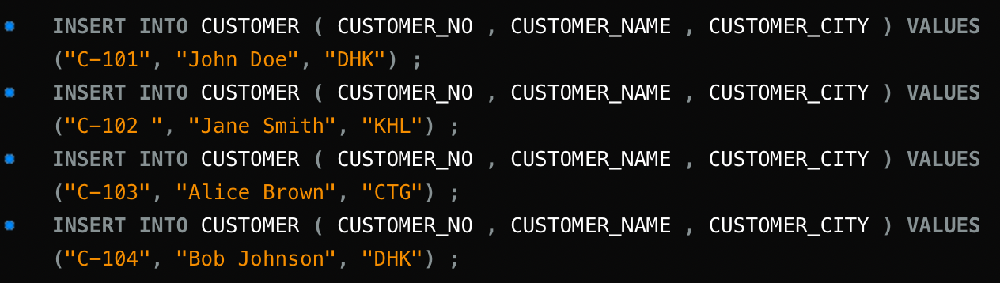 INSERT INTO CUSTOMER ( CUSTOMER_NO , CUSTOMER_NAME , CUSTOMER_CITY ) VALUES
("C-101", "John Doe", "DHK") ;
INSERT INTO CUSTOMER ( CUSTOMER_NO , CUSTOMER_NAME , CUSTOMER_CITY ) VALUES
("C-102 ", "Jane Smith", "KHL") ;
INSERT INTO CUSTOMER ( CUSTOMER_NO , CUSTOMER_NAME , CUSTOMER_CITY ) VALUES
("C-103", "Alice Brown", "CTG") ;
INSERT INTO CUSTOMER ( CUSTOMER_NO , CUSTOMER_NAME , CUSTOMER_CITY ) VALUES
("C-104", "Bob Johnson", "DHK") ;